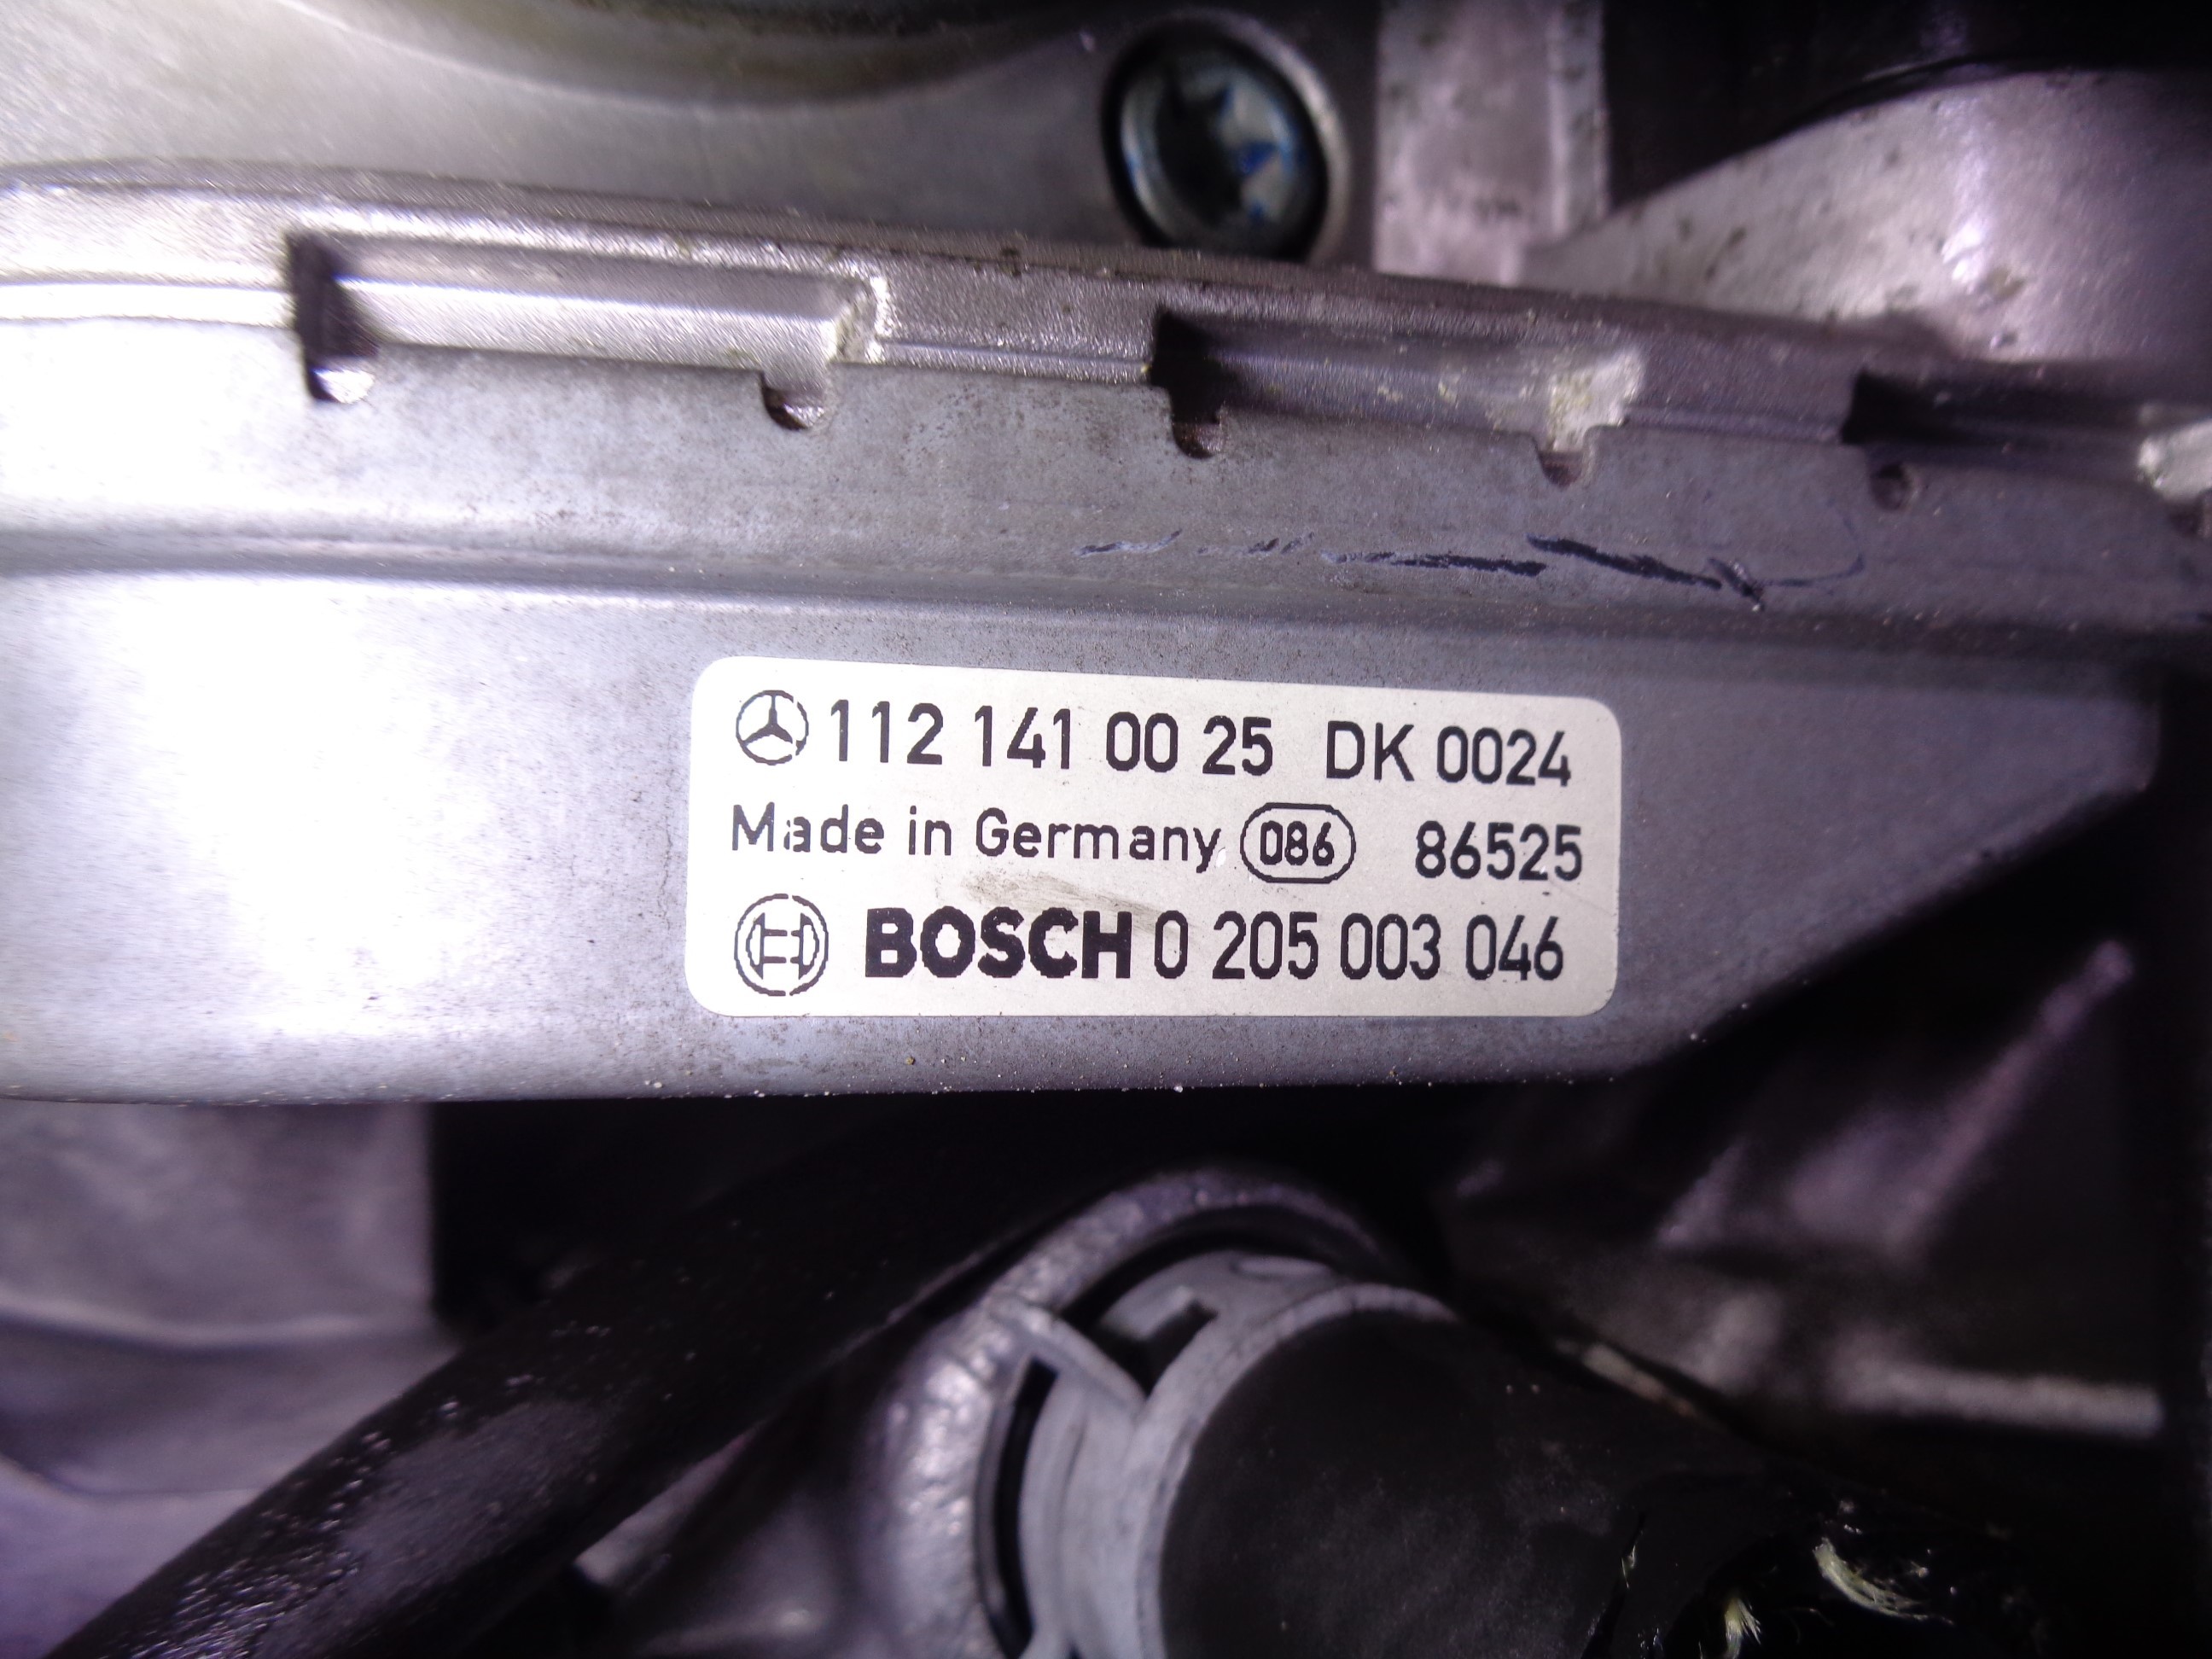 112 141 00 25 DK 0024
Made in Germany 086 86525
BOSCH 0 205 003 046